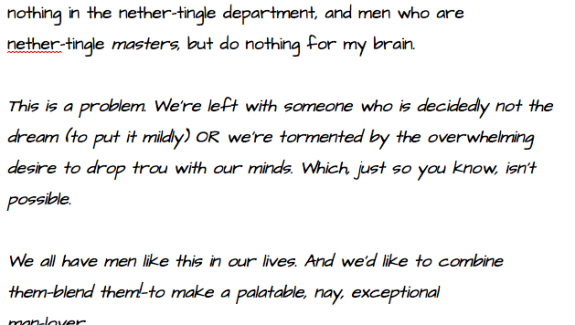 nothing in the nether-tingle department, and men who are
nether-tingle masters, but do nothing for my brain.
This is a problem. We're left with someone who is decidedly not the
dream (to put it mildly) OR we're tormented by the overwhelming
desire to drop trou with our minds. Which, just so you know, isn't
possible.
We all have men like this in our lives. And we'd like to combine
them-blend them!-to make a palatable, nay, exceptional
man-lover